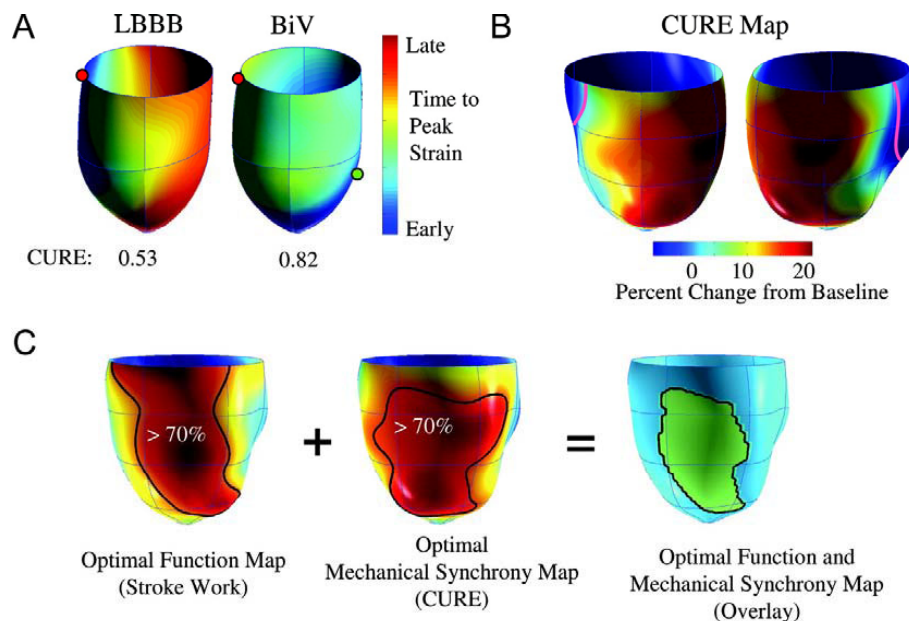 A
LBBB
BiV
Late
Time to
Peak
Strain
Early
CURE:
0.53
0.82
B
CURE Map
0
10
20
Percent Change from Baseline
C
> 70%
+
> 70%
=
Optimal Function Map
(Stroke Work)
Optimal
Mechanical Synchrony Map
(CURE)
Optimal Function and
Mechanical Synchrony Map
(Overlay)